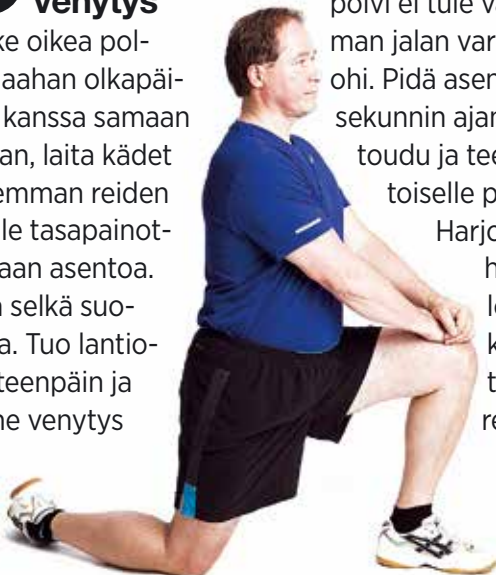 venytys
ke oikea pol-
aahan olkapäi-
kanssa samaan
an, laita kädet
emman reiden
le tasapainot-
aan asentoa.
selkä suo-
a. Tuo lantio-
teenpäin ja
ne venytys
polvi ei tule va
man jalan var
ohi. Pidä asen
sekunnin ajan
toudu ja tee
toiselle p
Harjo
h
le
k
t
re